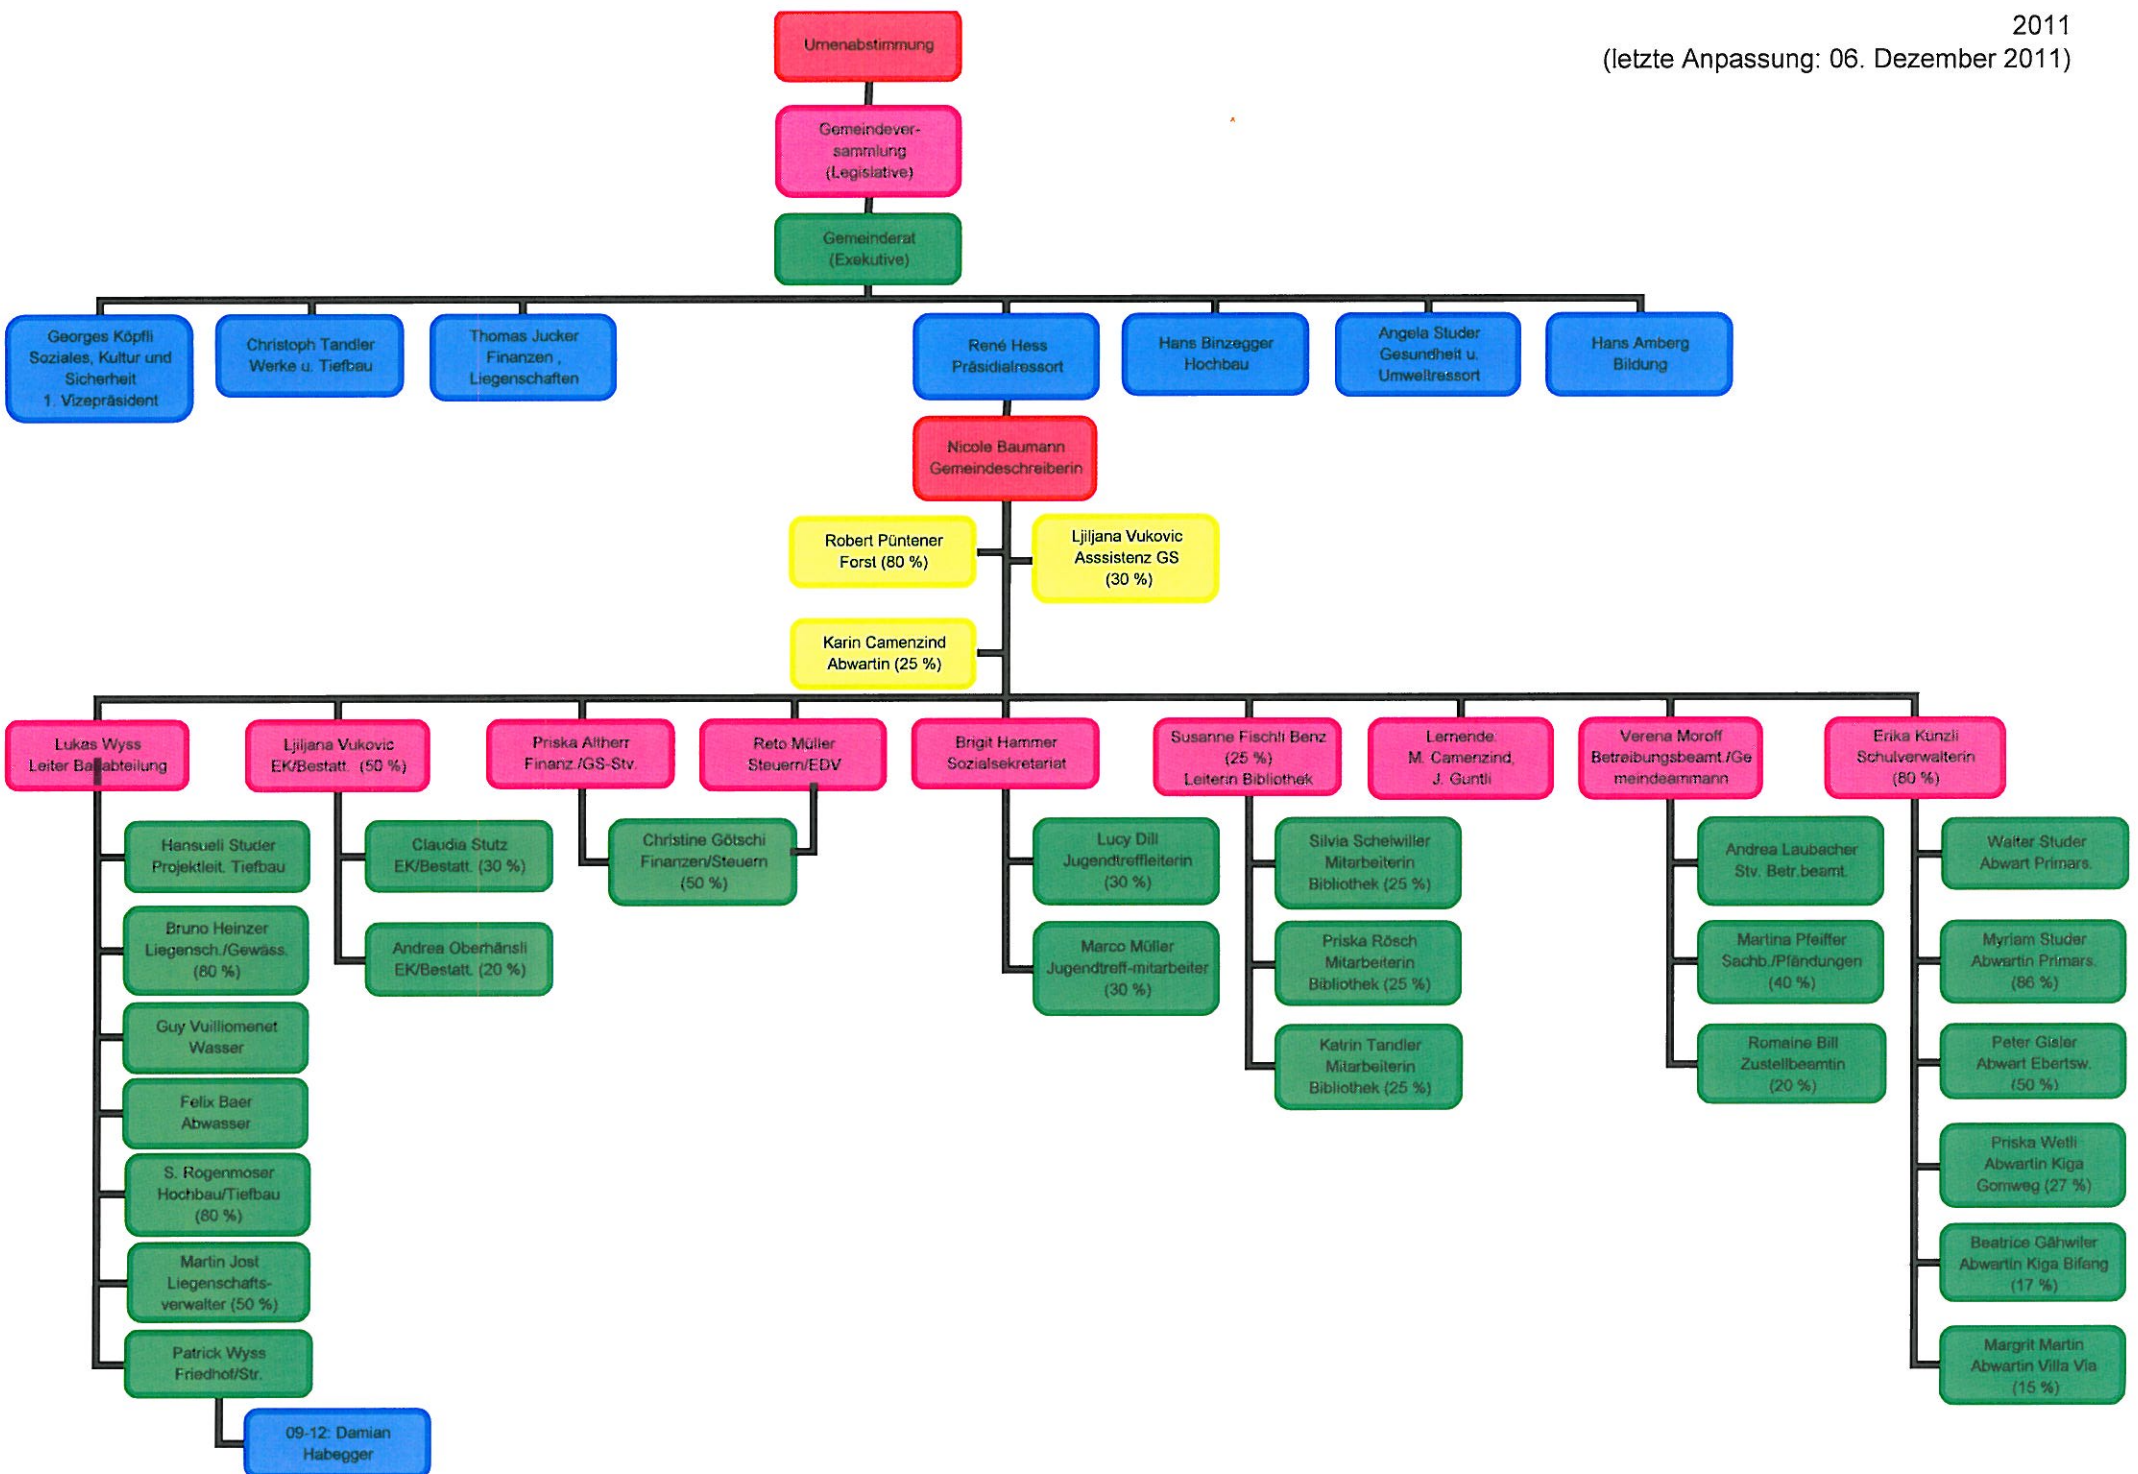 2011
(letzte Anpassung: 06. Dezember 2011)
Urnenabstimmung
Gemeindever-
sammlung
(Legislative)
Gemeinderat
(Exekutive)
Georges Köpfli
Soziales, Kultur und
Sicherheit
1. Vizepräsident
Christoph Tandler
Werke u. Tiefbau
Thomas Jucker
Finanzen ,
Liegenschaften
René Hess
Präsidialressort
Hans Binzegger
Hochbau
Angela Studer
Gesundheit u.
Umweltressort
Hans Amberg
Bildung
Nicole Baumann
Gemeindeschreiberin
Robert Püntener
Forst (80 %)
Ljiljana Vukovic
Asssistenz GS
(30 %)
Karin Camenzind
Abwartin (25 %)
Lukas Wyss
Leiter Bauabteilung
Ljiljana Vukovic
EK/Bestatt. (50 %)
Priska Altherr
Finanz./GS-Stv.
Reto Müller
Steuern/EDV
Brigit Hammer
Sozialsekretariat
Susanne Fischli Benz
(25 %)
Leiterin Bibliothek
Lernende.
M. Camenzind,
J. Guntli
Verena Moroff
Betreibungsbeamt./Ge
meindeammann
Erika Künzli
Schulverwalterin
(80 %)
Hansueli Studer
Projektleit. Tiefbau
Bruno Heinzer
Liegensch./Gewäss.
(80 %)
Guy Vuilliomenet
Wasser
Felix Baer
Abwasser
S. Rogenmoser
Hochbau/Tiefbau
(80 %)
Martin Jost
Liegenschafts-
verwalter (50 %)
Patrick Wyss
Friedhof/Str.
09-12: Damian
Habegger
Claudia Stutz
EK/Bestatt. (30 %)
Andrea Oberhänsli
EK/Bestatt. (20 %)
Christine Götschi
Finanzen/Steuern
(50 %)
Lucy Dill
Jugendtreffleiterin
(30 %)
Marco Müller
Jugendtreff-mitarbeiter
(30 %)
Silvia Schelwiller
Mitarbeiterin
Bibliothek (25 %)
Priska Rösch
Mitarbeiterin
Bibliothek (25 %)
Katrin Tandler
Mitarbeiterin
Bibliothek (25 %)
Andrea Laubacher
Stv. Betr.beamt.
Martina Pfeiffer
Sachb./Pfändungen
(40 %)
Romaine Bill
Zustellbeamtin
(20 %)
Walter Studer
Abwart Primars.
Myriam Studer
Abwartin Primars.
(86 %)
Peter Gisler
Abwart Ebertsw.
(50 %)
Priska Wetli
Abwartin Kiga
Gomweg (27 %)
Beatrice Gähwiler
Abwartin Kiga Bifang
(17 %)
Margrit Martin
Abwartin Villa Via
(15 %)